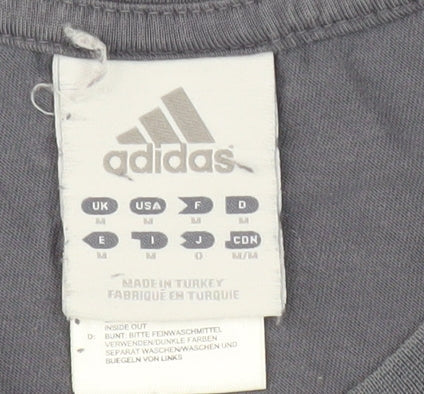 adidas
UK USA F D
M M M M
E I J CDN
M M O M/M
MADE IN TURKEY
FABRIQUÉ EN TURQUIE
INSIDE OUT
D: BUNT: BITTE FEINWASCHMITTEL
VERWENDEN/DUNKLE FARBEN
SEPARAT WASCHEN/WASCHEN UND
BUEGELN VON LINKS